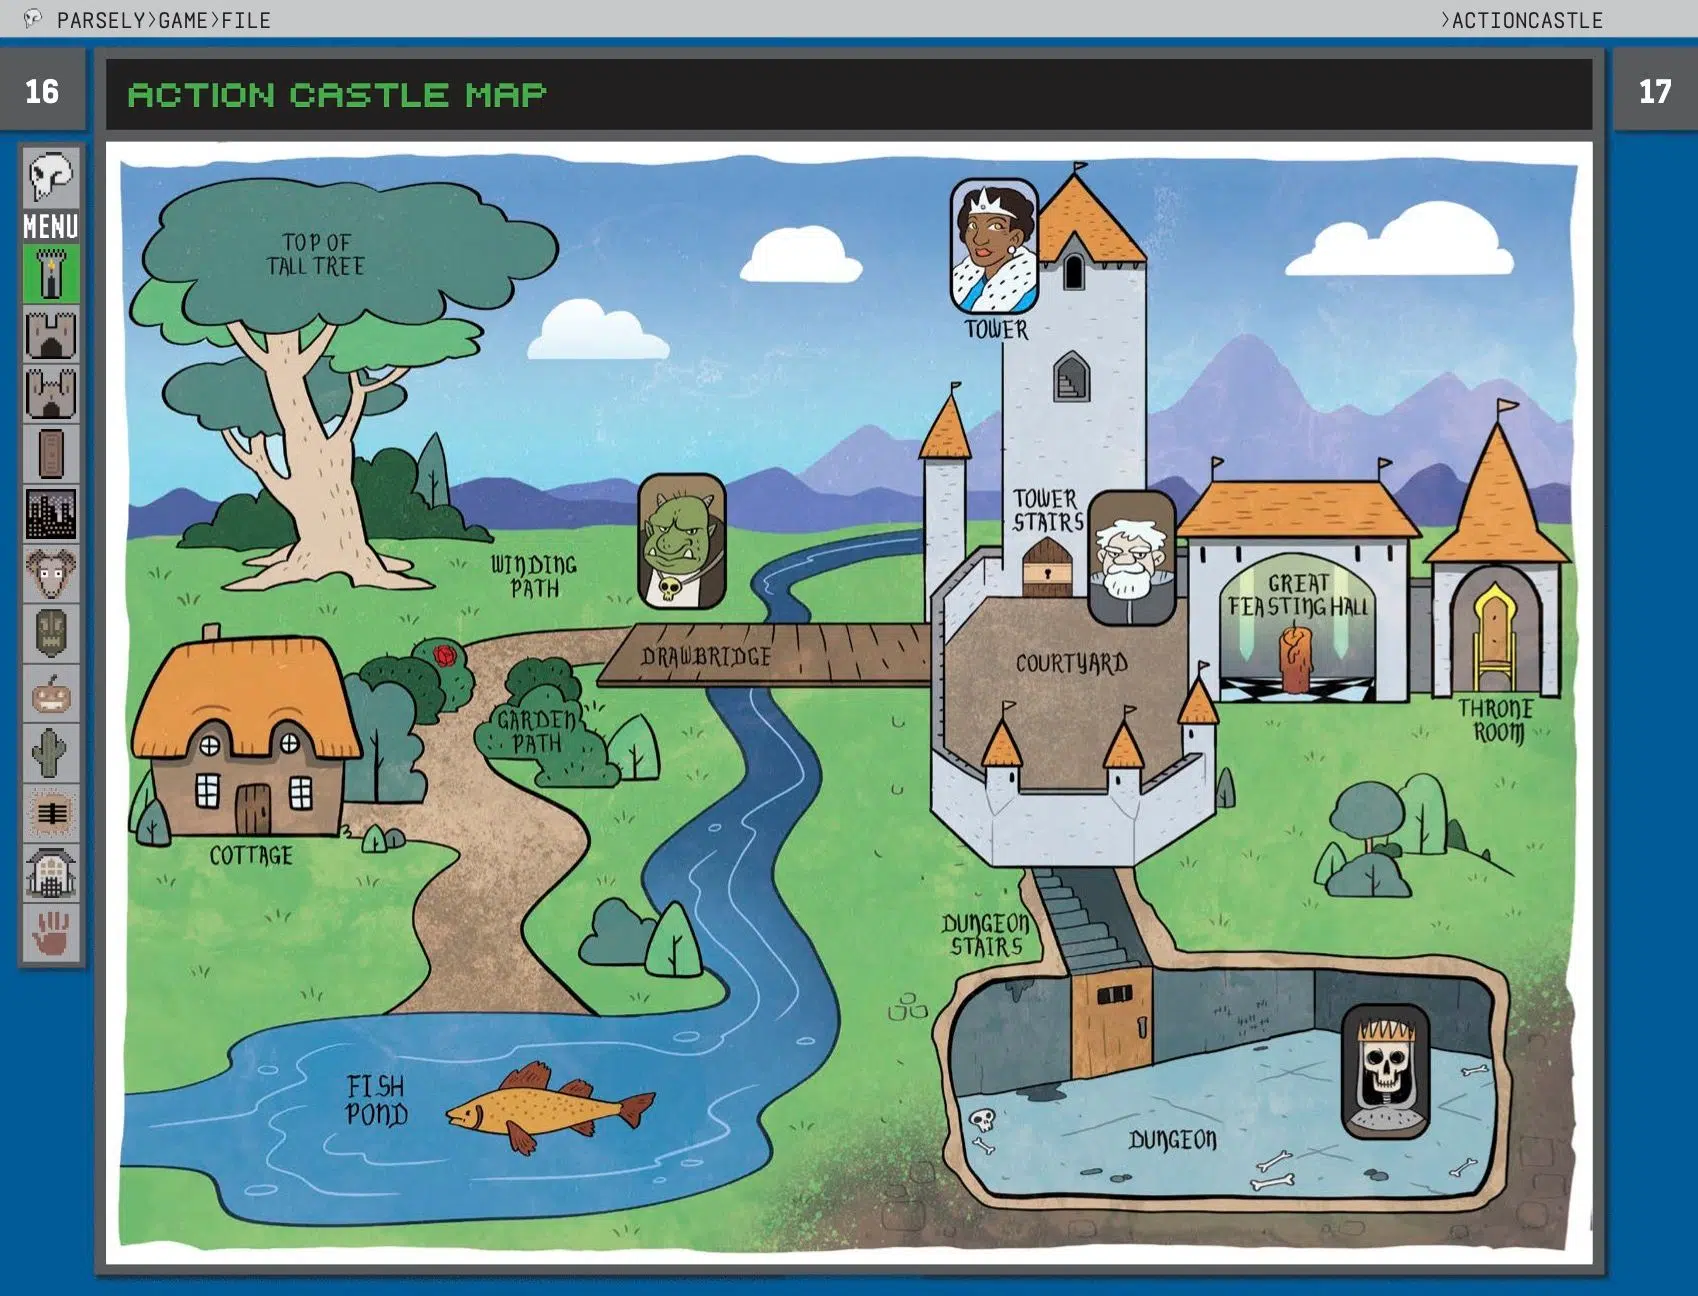 PARSELY>GAME>FILE
>ACTIONCASTLE
16
ACTION CASTLE MAP
17
MENU
TOP OF
TALL TREE
TOWER
TOWER
STAIRS
WINDING
PATH
GREAT
FEASTING HALL
DRAWBRIDGE
COURTYARD
THRONE
ROOM
GARDEN
PATH
COTTAGE
DUNGEON
STAIRS
FISH
POND
DUNGEON